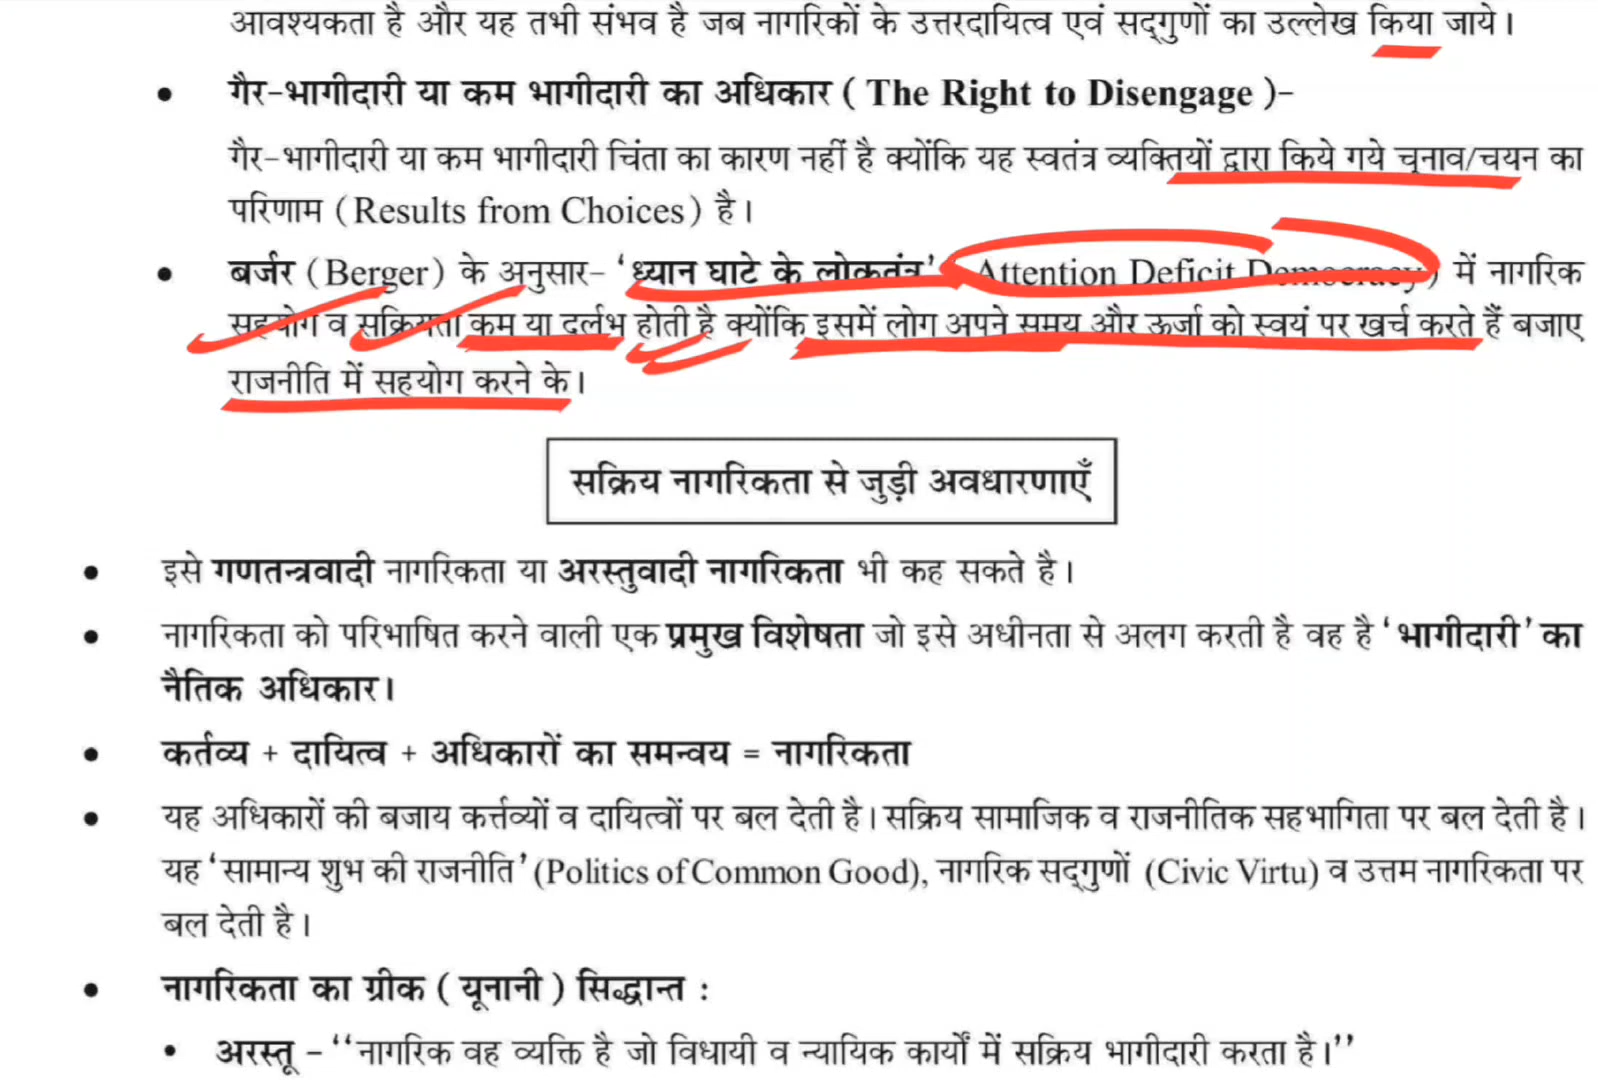 आवश्यकता है और यह तभी संभव है जब नागरिकों के उत्तरदायित्व एवं सद्‌गुणों का उल्लेख किया जाये।
• गैर-भागीदारी या कम भागीदारी का अधिकार ( The Right to Disengage )-
गैर-भागीदारी या कम भागीदारी चिंता का कारण नहीं है क्योंकि यह स्वतंत्र व्यक्तियों द्वारा किये गये चुनाव/चयन का
परिणाम (Results from Choices) है।
• बर्जर (Berger) के अनुसार- 'ध्यान घाटे के लोकतंत्र' (Attention Deficit Democracy) में नागरिक
सहयोग व सक्रियता कम या दुर्लभ होती है क्योंकि इसमें लोग अपने समय और ऊर्जा को स्वयं पर खर्च करते हैं बजाए
राजनीति में सहयोग करने के।
सक्रिय नागरिकता से जुड़ी अवधारणाएँ
• इसे गणतन्त्रवादी नागरिकता या अरस्तुवादी नागरिकता भी कह सकते है।
• नागरिकता को परिभाषित करने वाली एक प्रमुख विशेषता जो इसे अधीनता से अलग करती है वह है 'भागीदारी' का
नैतिक अधिकार।
• कर्तव्य + दायित्व + अधिकारों का समन्वय = नागरिकता
• यह अधिकारों की बजाय कर्त्तव्यों व दायित्वों पर बल देती है। सक्रिय सामाजिक व राजनीतिक सहभागिता पर बल देती है।
यह 'सामान्य शुभ की राजनीति' (Politics of Common Good), नागरिक सद्‌गुणों (Civic Virtu) व उत्तम नागरिकता पर
बल देती है।
• नागरिकता का ग्रीक ( यूनानी ) सिद्धान्त :
• अरस्तू - ''नागरिक वह व्यक्ति है जो विधायी व न्यायिक कार्यों में सक्रिय भागीदारी करता है।''